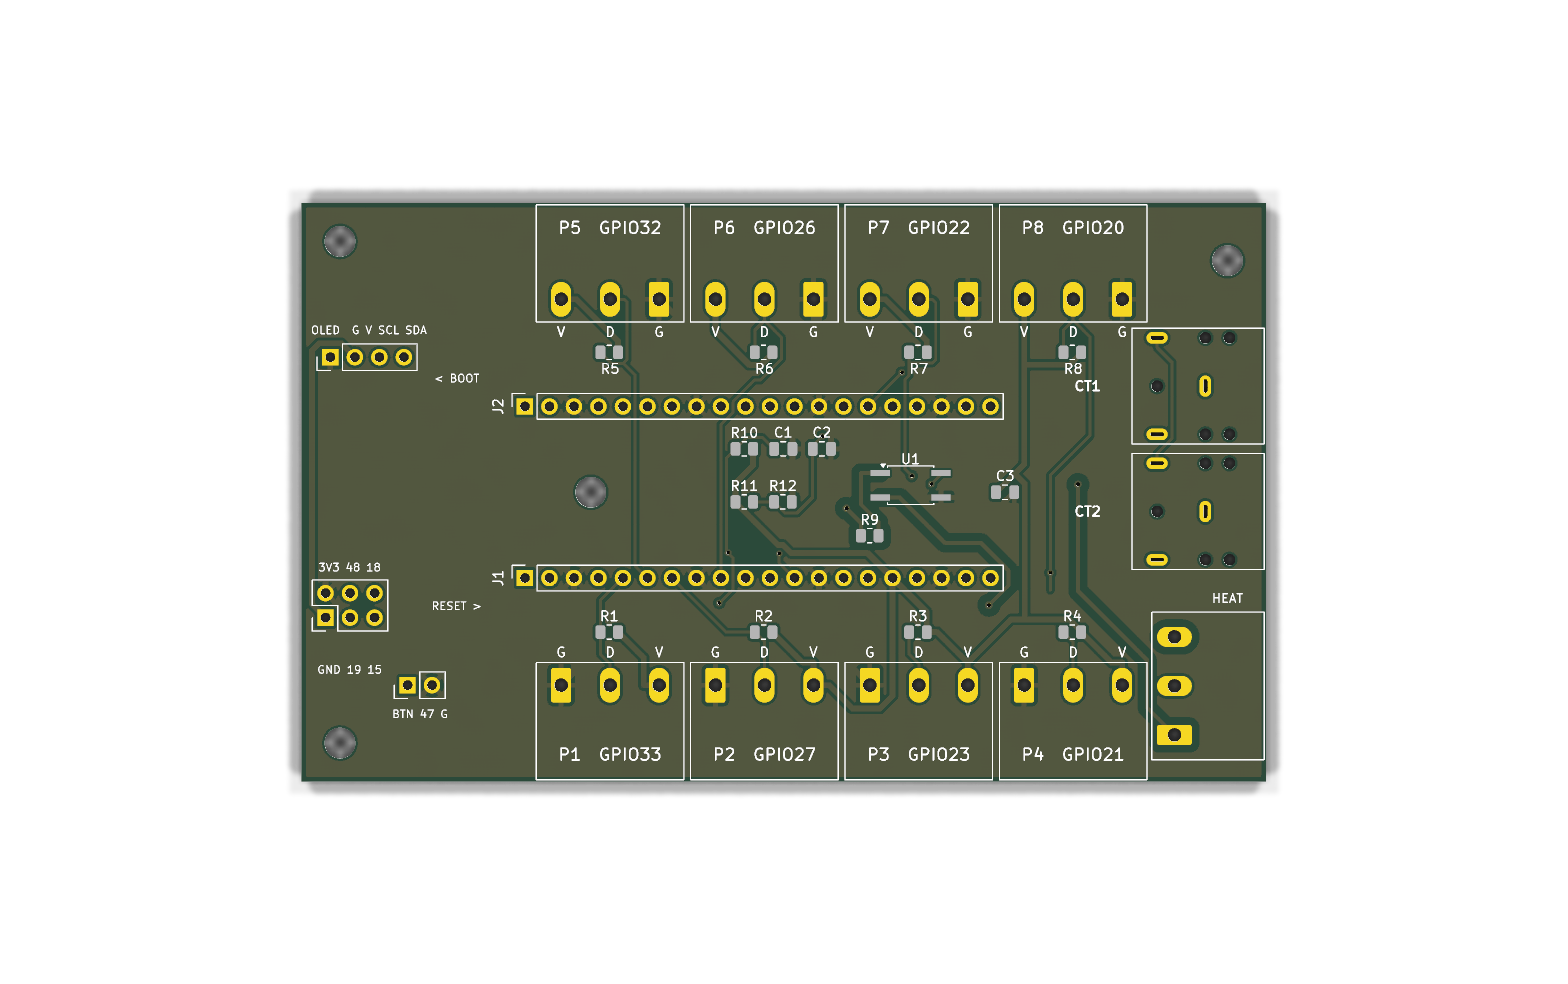 P5 GPIO32
P6 GPIO26
P7 GPIO22
P8 GPIO20
V D G
V D G
V D G
V D G
OLED G V SCL SDA
R5
R6
R7
R8
< BOOT
CT1
J2
R10 C1 C2
U1
C3
R11 R12
CT2
R9
3V3 48 18
J1
HEAT
RESET >
R1
R2
R3
R4
G D V
G D V
G D V
G D V
GND 19 15
BTN 47 G
P1 GPIO33
P2 GPIO27
P3 GPIO23
P4 GPIO21